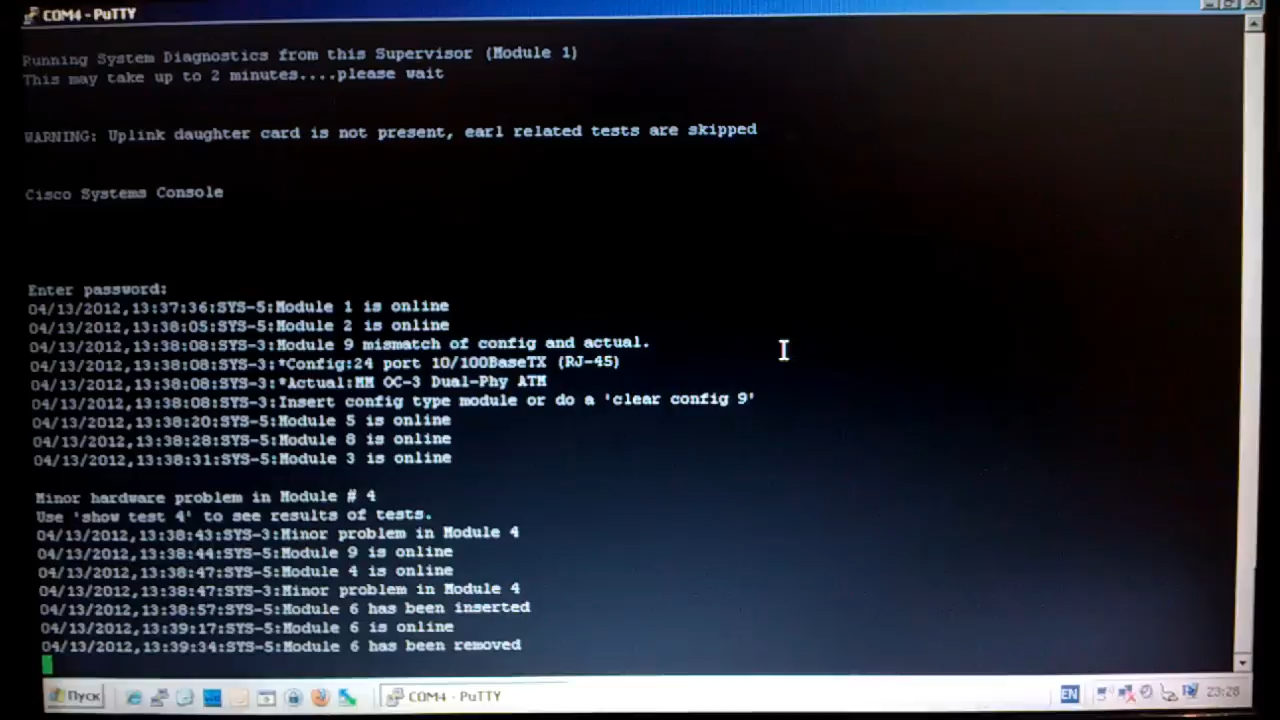 COM4 - PuTTY
Running System Diagnostics from this Supervisor (Module 1)
This may take up to 2 minutes....please wait
WARNING: Uplink daughter card is not present, earl related tests are skipped
Cisco Systems Console
Enter password:
04/13/2012,13:37:36:SYS-5:Module 1 is online
04/13/2012,13:38:05:SYS-5:Module 2 is online
04/13/2012,13:38:08:SYS-3:Module 9 mismatch of config and actual.
04/13/2012,13:38:08:SYS-3:*Config:24 port 10/100BaseTX (RJ-45)
04/13/2012,13:38:08:SYS-3:*Actual:MM OC-3 Dual-Phy ATM
04/13/2012,13:38:08:SYS-3:Insert config type module or do a 'clear config 9'
04/13/2012,13:38:20:SYS-5:Module 5 is online
04/13/2012,13:38:28:SYS-5:Module 8 is online
04/13/2012,13:38:31:SYS-5:Module 3 is online
Minor hardware problem in Module # 4
Use 'show test 4' to see results of tests.
04/13/2012,13:38:43:SYS-3:Minor problem in Module 4
04/13/2012,13:38:44:SYS-5:Module 9 is online
04/13/2012,13:38:47:SYS-5:Module 4 is online
04/13/2012,13:38:47:SYS-3:Minor problem in Module 4
04/13/2012,13:38:57:SYS-5:Module 6 has been inserted
04/13/2012,13:39:17:SYS-5:Module 6 is online
04/13/2012,13:39:34:SYS-5:Module 6 has been removed
Пуск
COM4 - PuTTY
EN
23:28